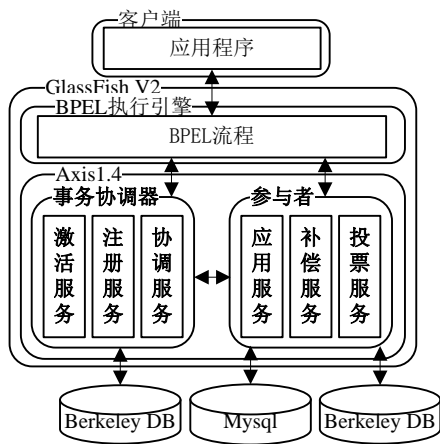 客户端
应用程序
GlassFish V2
BPEL执行引擎
BPEL流程
Axis1.4
事务协调器
激活服务
注册服务
协调服务
参与者
应用服务
补偿服务
投票服务
Berkeley DB
Mysql
Berkeley DB